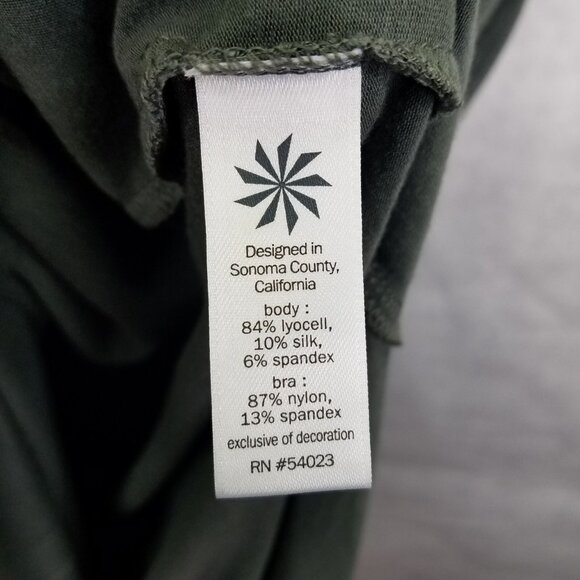 Designed in
Sonoma County,
California
body :
84% lyocell,
10% silk,
6% spandex
bra :
87% nylon,
13% spandex
exclusive of decoration
RN #54023